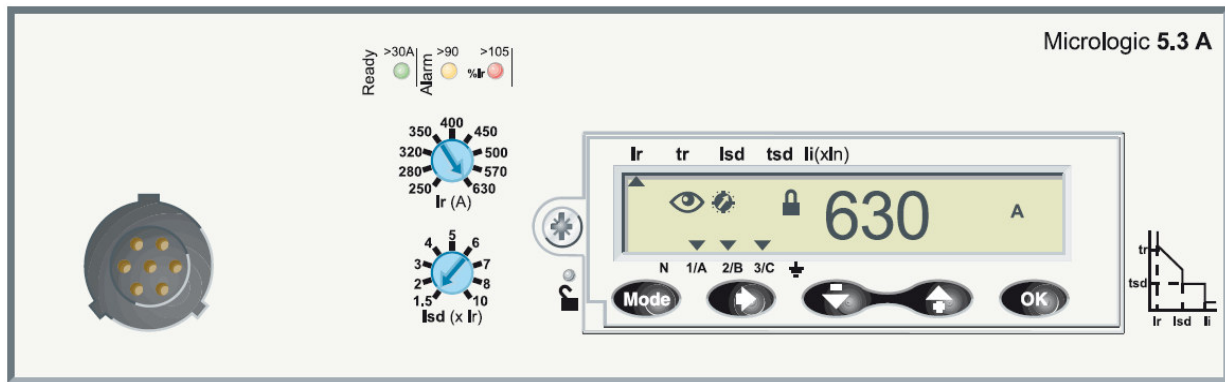 Micrologic 5.3 A
Ready >30A
Alarm >90 >105
%Ir
400
350 450
320 500
280 570
250 630
Ir (A)
5
4 6
3 7
2 8
1.5 10
Isd (x Ir)
Ir tr Isd tsd Ii(xIn)
630 A
N 1/A 2/B 3/C
Mode OK
tr
tsd
Ir Isd Ii